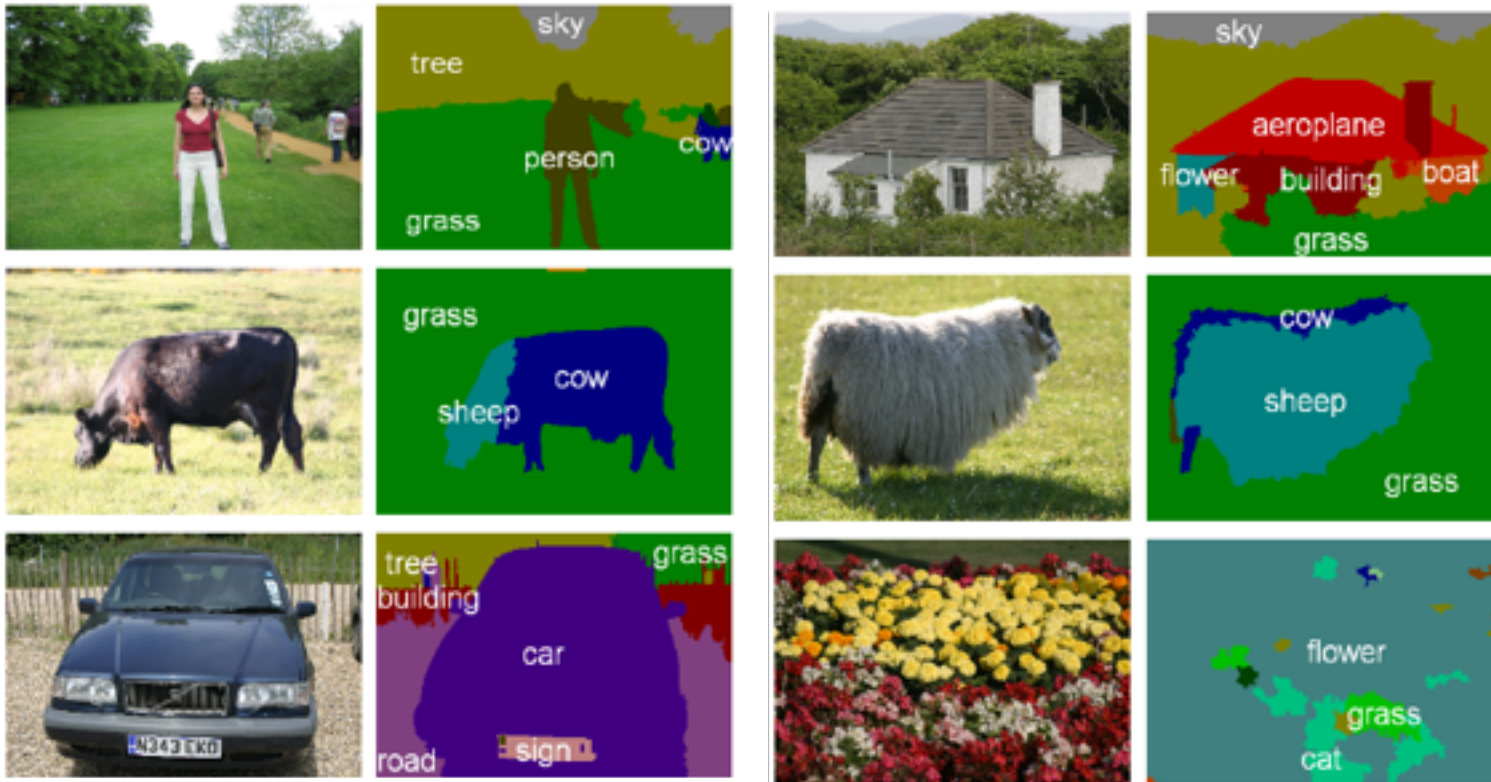 sky
tree
cow
person
grass
sky
aeroplane
flower
building
boat
grass
grass
cow
sheep
cow
sheep
grass
tree
grass
building
car
sign
road
N343 EKO
flower
grass
cat